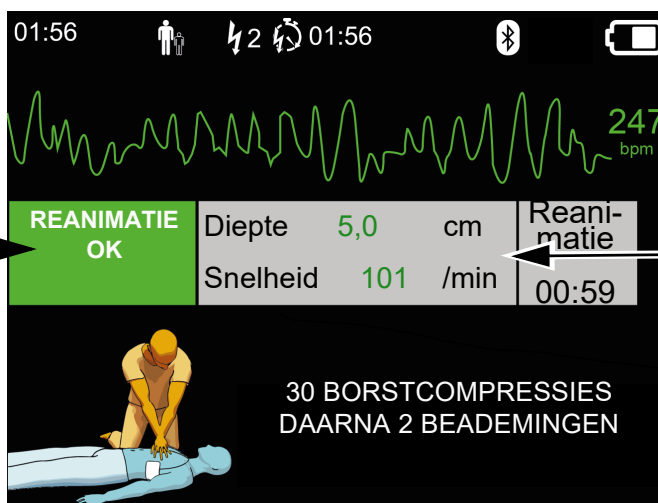 01:56 2 01:56
247
bpm
REANIMATIE
OK
Diepte 5,0 cm
Snelheid 101 /min
Reani-
matie
00:59
30 BORSTCOMPRESSIES
DAARNA 2 BEADEMINGEN